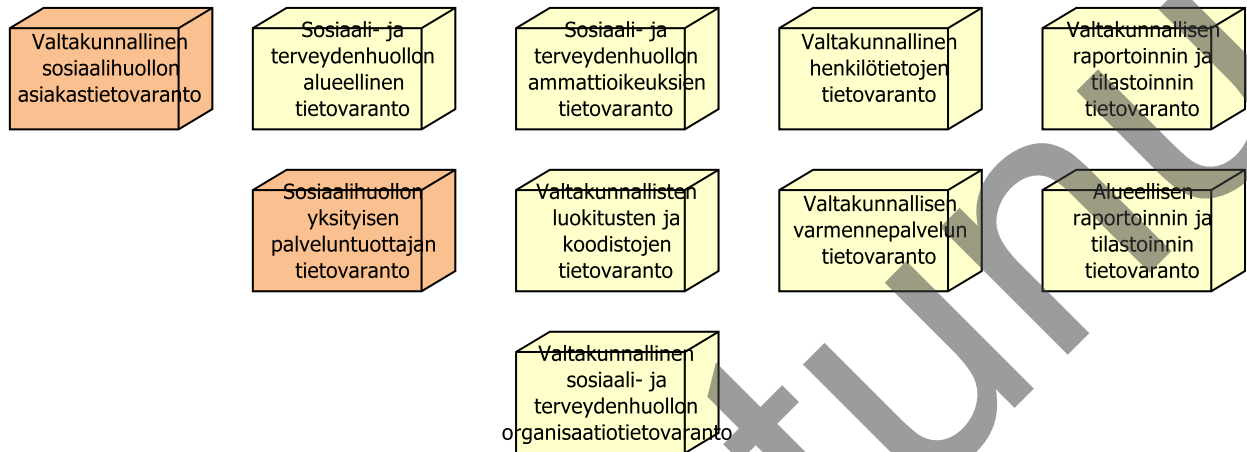 Valtakunnallinen
sosiaalihuollon
asiakastietovaranto
Sosiaali- ja
terveydenhuollon
alueellinen
tietovaranto
Sosiaali- ja
terveydenhuollon
ammattioikeuksien
tietovaranto
Valtakunnallinen
henkilötietojen
tietovaranto
Valtakunnallisen
raportoinnin ja
tilastoinnin
tietovaranto
Sosiaalihuollon
yksityisen
palveluntuottajan
tietovaranto
Valtakunnallisten
luokitusten ja
koodistojen
tietovaranto
Valtakunnallisen
varmennepalvelun
tietovaranto
Alueellisen
raportoinnin ja
tilastoinnin
tietovaranto
Valtakunnallinen
sosiaali- ja
terveydenhuollon
organisaatiotietovaranto